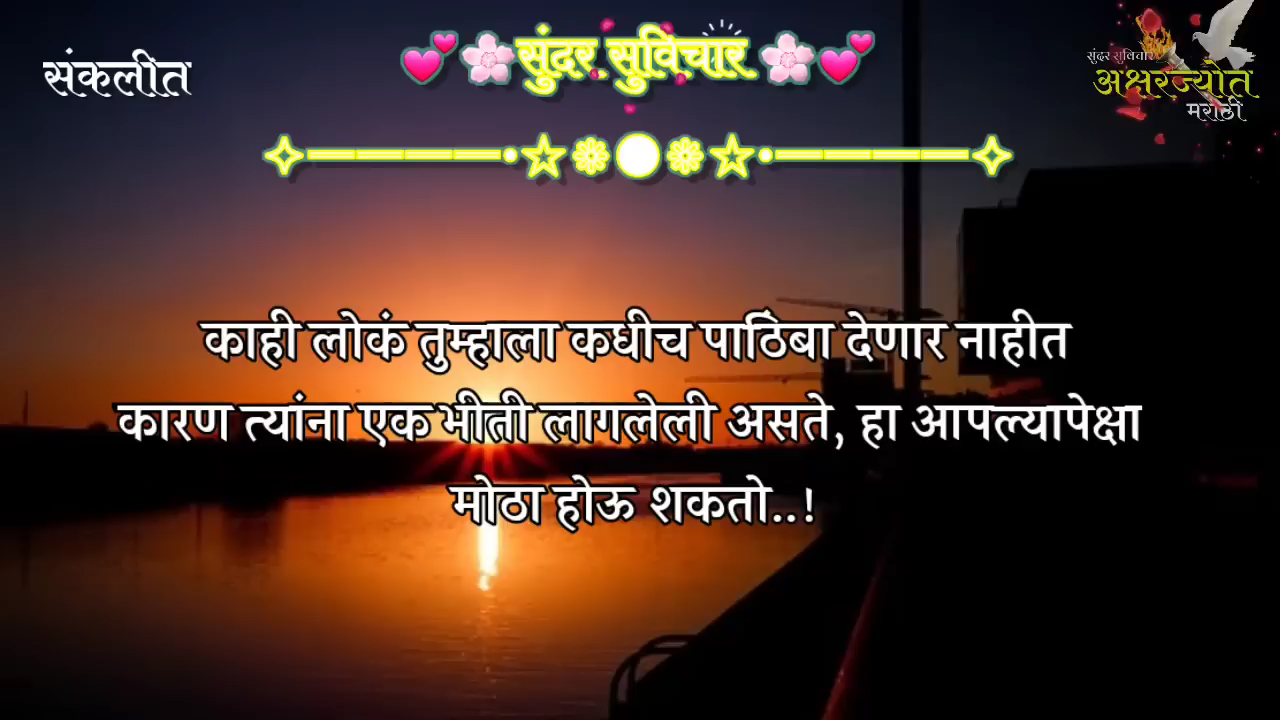 संकलीत
💕🌸सुंदर सुविचार🌸💕
सुंदर सुविचार
अक्षरज्योत
मराठी
काही लोकं तुम्हाला कधीच पाठिंबा देणार नाहीत
कारण त्यांना एक भीती लागलेली असते, हा आपल्यापेक्षा
मोठा होऊ शकतो..!